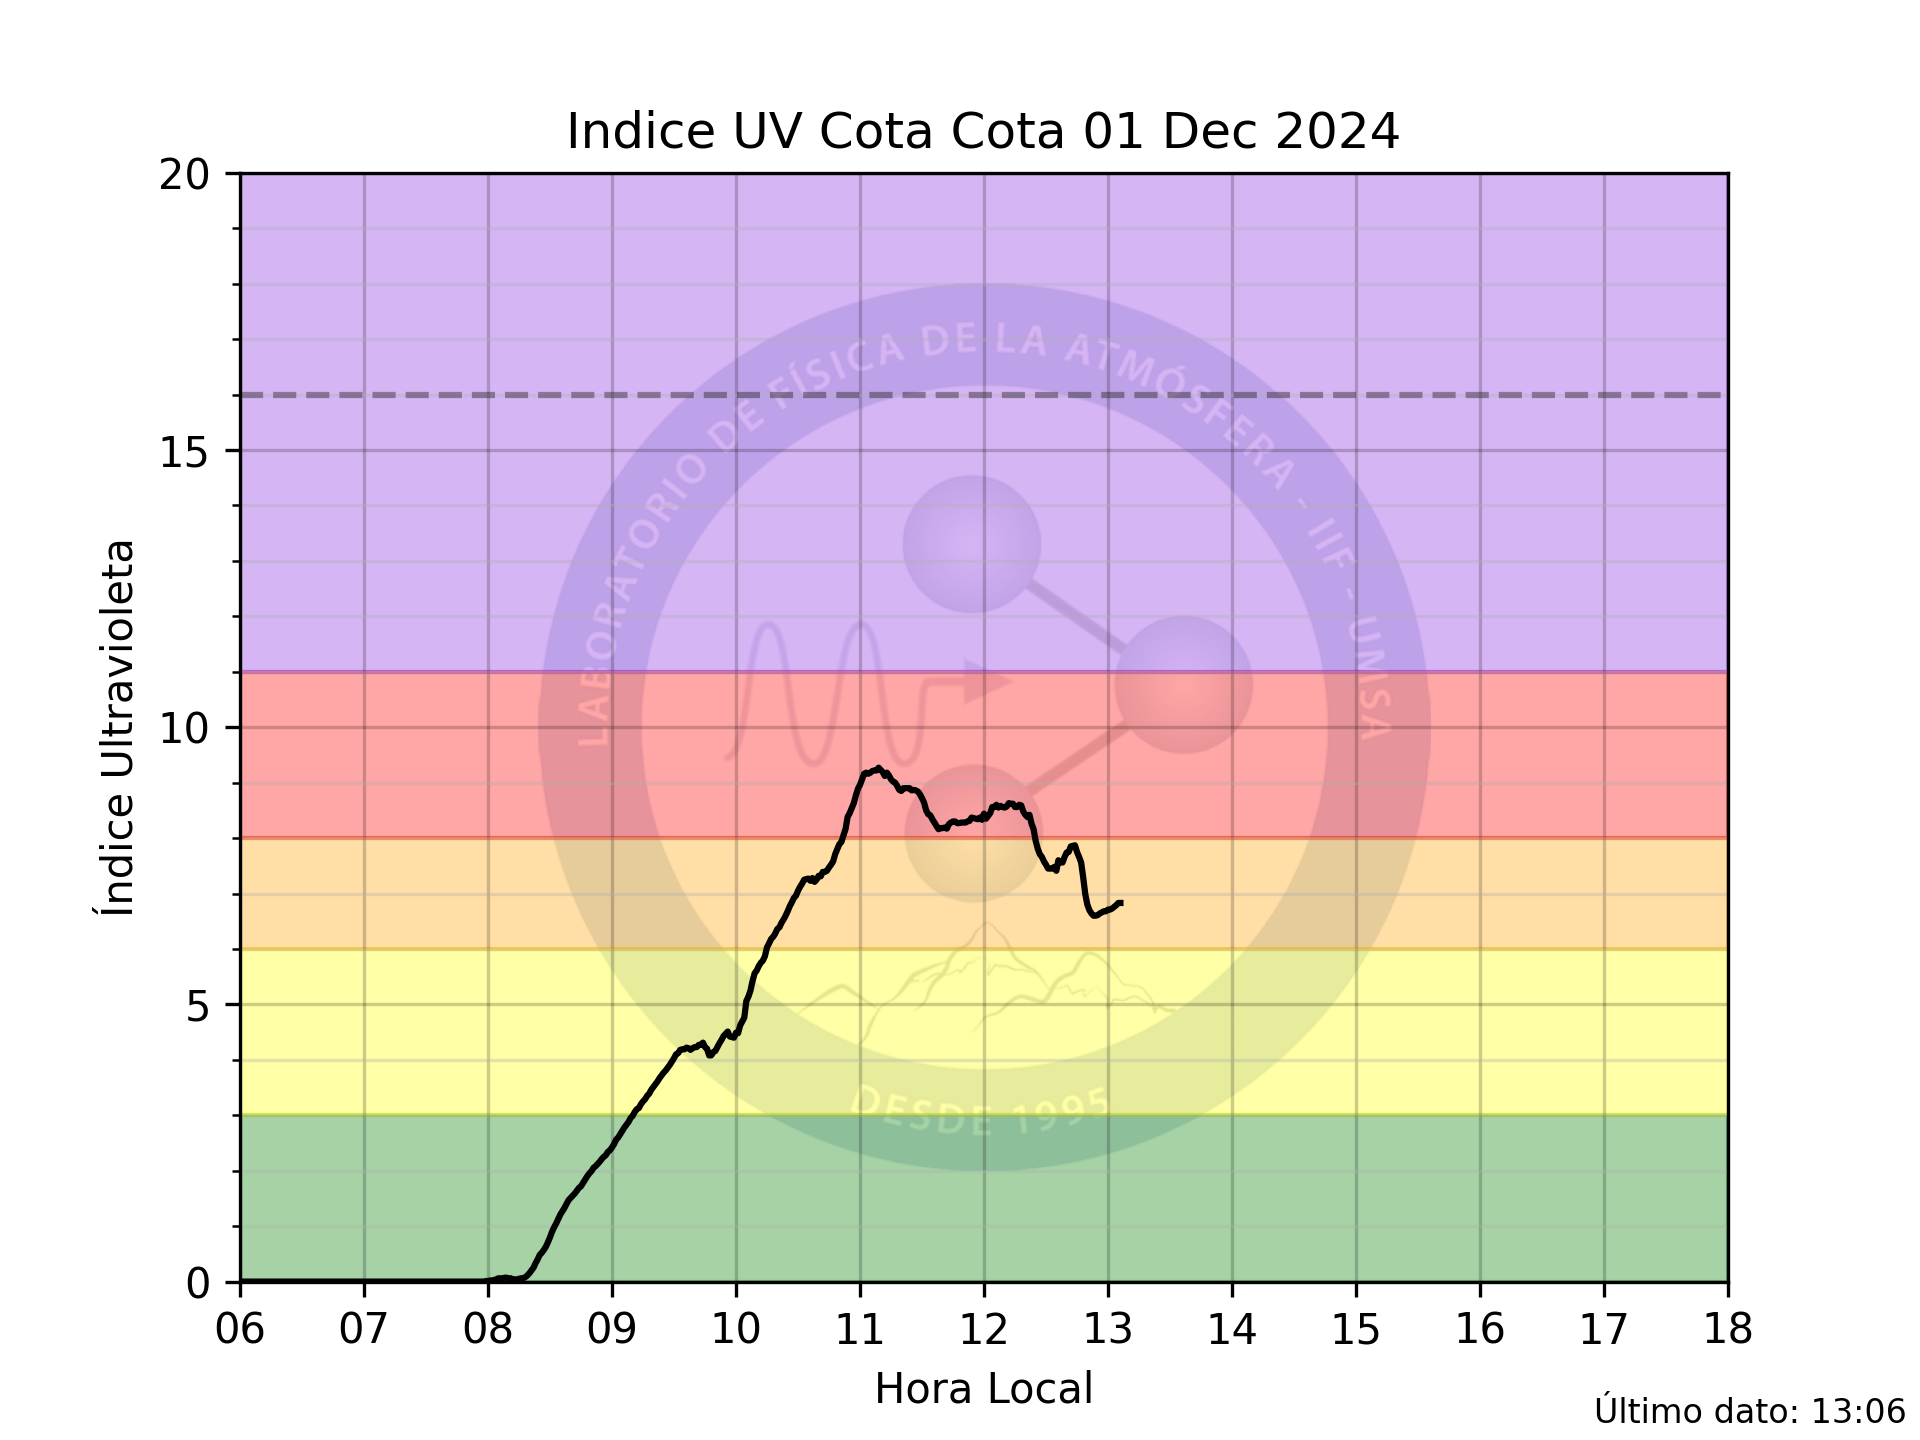 Indice UV Cota Cota 01 Dec 2024
20
15
10
5
0
Índice Ultravioleta
LABORATORIO DE FÍSICA DE LA ATMÓSFERA - IIF - UMSA
DESDE 1995
06 07 08 09 10 11 12 13 14 15 16 17 18
Hora Local
Último dato: 13:06